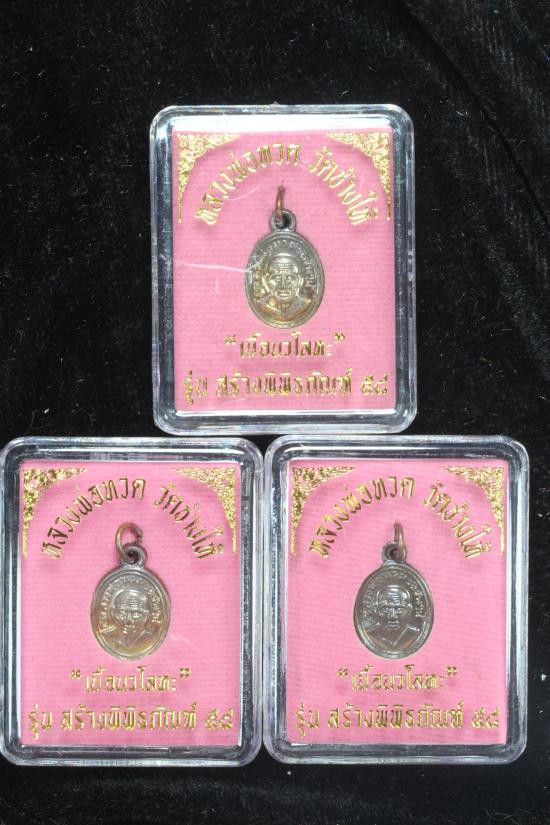 หลวงพ่อทวด วัดช้างให้
"เนื้อนวโลหะ"
รุ่น สร้างพิพิธภัณฑ์ ๕๔
หลวงพ่อทวด วัดช้างให้
"เนื้อนวโลหะ"
รุ่น สร้างพิพิธภัณฑ์ ๕๔
หลวงพ่อทวด วัดช้างให้
"เนื้อนวโลหะ"
รุ่น สร้างพิพิธภัณฑ์ ๕๔